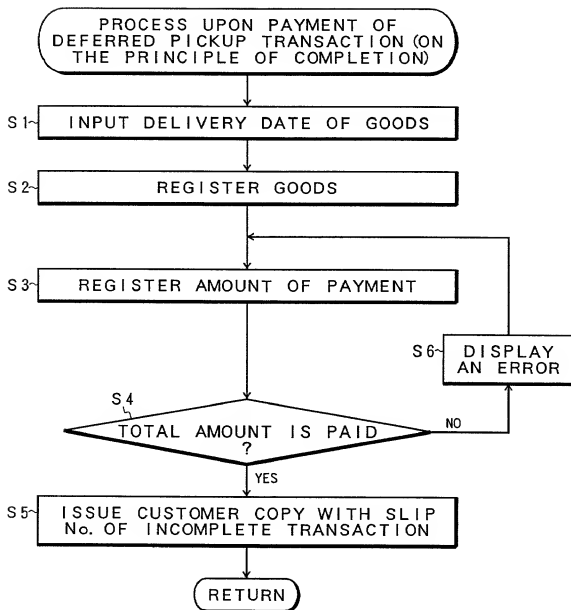 PROCESS UPON PAYMENT OF
DEFERRED PICKUP TRANSACTION (ON
THE PRINCIPLE OF COMPLETION)
S1
INPUT DELIVERY DATE OF GOODS
S2
REGISTER GOODS
S3
REGISTER AMOUNT OF PAYMENT
S6
DISPLAY
AN ERROR
S4
TOTAL AMOUNT IS PAID
?
NO
YES
S5
ISSUE CUSTOMER COPY WITH SLIP
No. OF INCOMPLETE TRANSACTION
RETURN